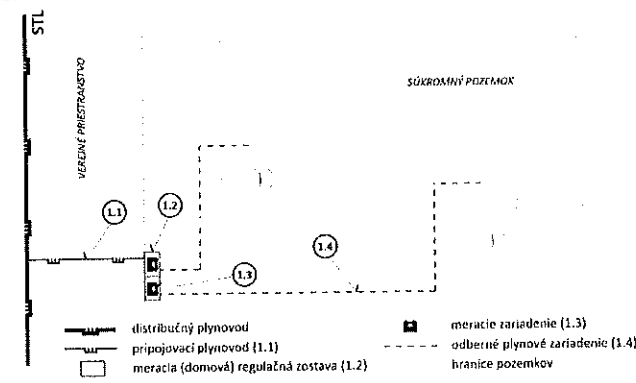 STL
VEREJNÉ PRIESTRANSTVO
SÚKROMNÝ POZEMOK
1.1
1.2
1.3
1.4
distribučný plynovod
pripojovací plynovod (1.1)
meracia (domová) regulačná zostava (1.2)
meracie zariadenie (1.3)
odberné plynové zariadenie (1.4)
hranice pozemkov